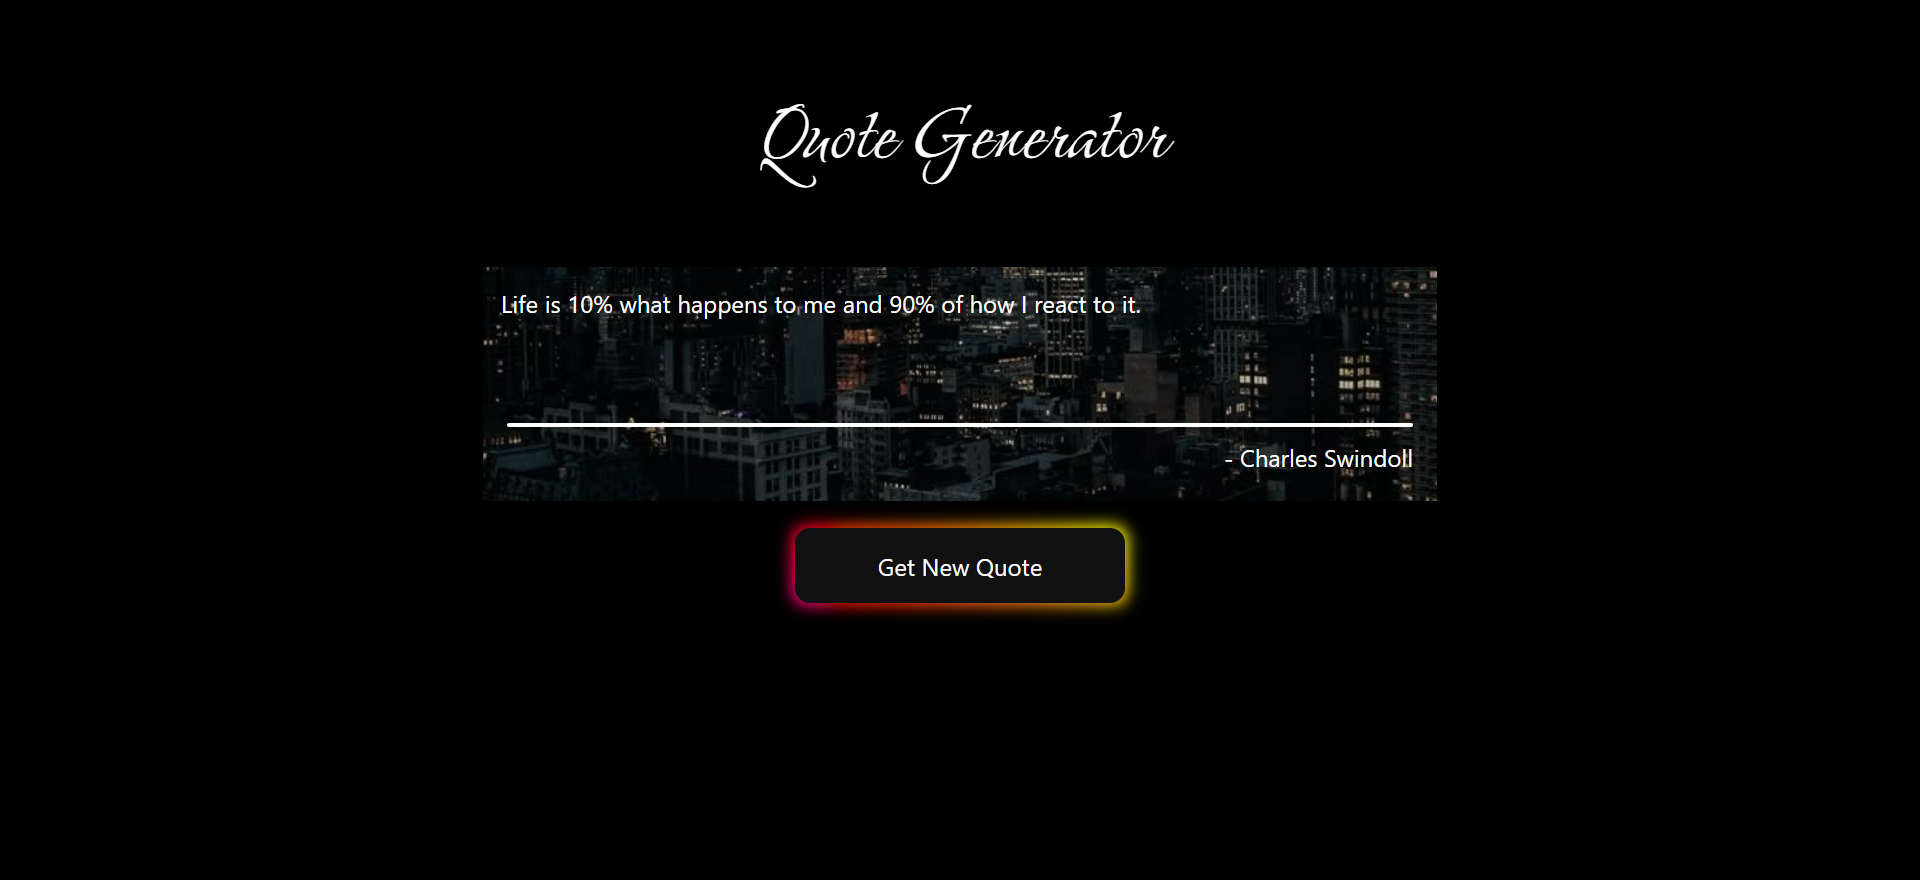 Quote Generator
Life is 10% what happens to me and 90% of how I react to it.
- Charles Swindoll
Get New Quote